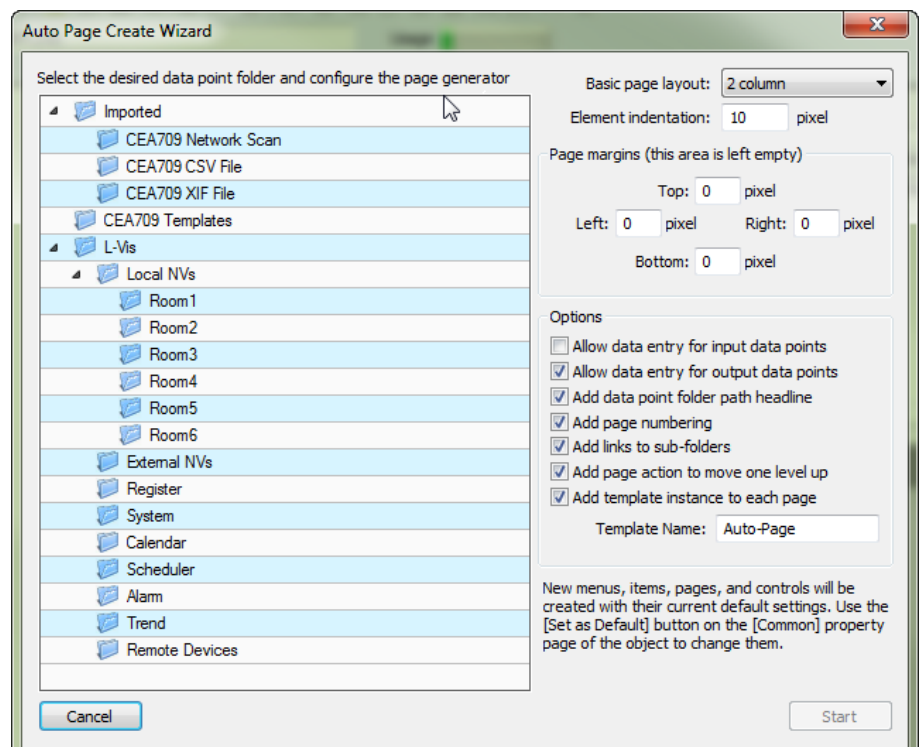 Auto Page Create Wizard
Select the desired data point folder and configure the page generator
Imported
CEA709 Network Scan
CEA709 CSV File
CEA709 XIF File
CEA709 Templates
L-Vis
Local NVs
Room1
Room2
Room3
Room4
Room5
Room6
External NVs
Register
System
Calendar
Scheduler
Alarm
Trend
Remote Devices
Cancel
Basic page layout: 2 column
Element indentation: 10 pixel
Page margins (this area is left empty)
Top: 0 pixel
Left: 0 pixel Right: 0 pixel
Bottom: 0 pixel
Options
Allow data entry for input data points
Allow data entry for output data points
Add data point folder path headline
Add page numbering
Add links to sub-folders
Add page action to move one level up
Add template instance to each page
Template Name: Auto-Page
New menus, items, pages, and controls will be
created with their current default settings. Use the
[Set as Default] button on the [Common] property
page of the object to change them.
Start